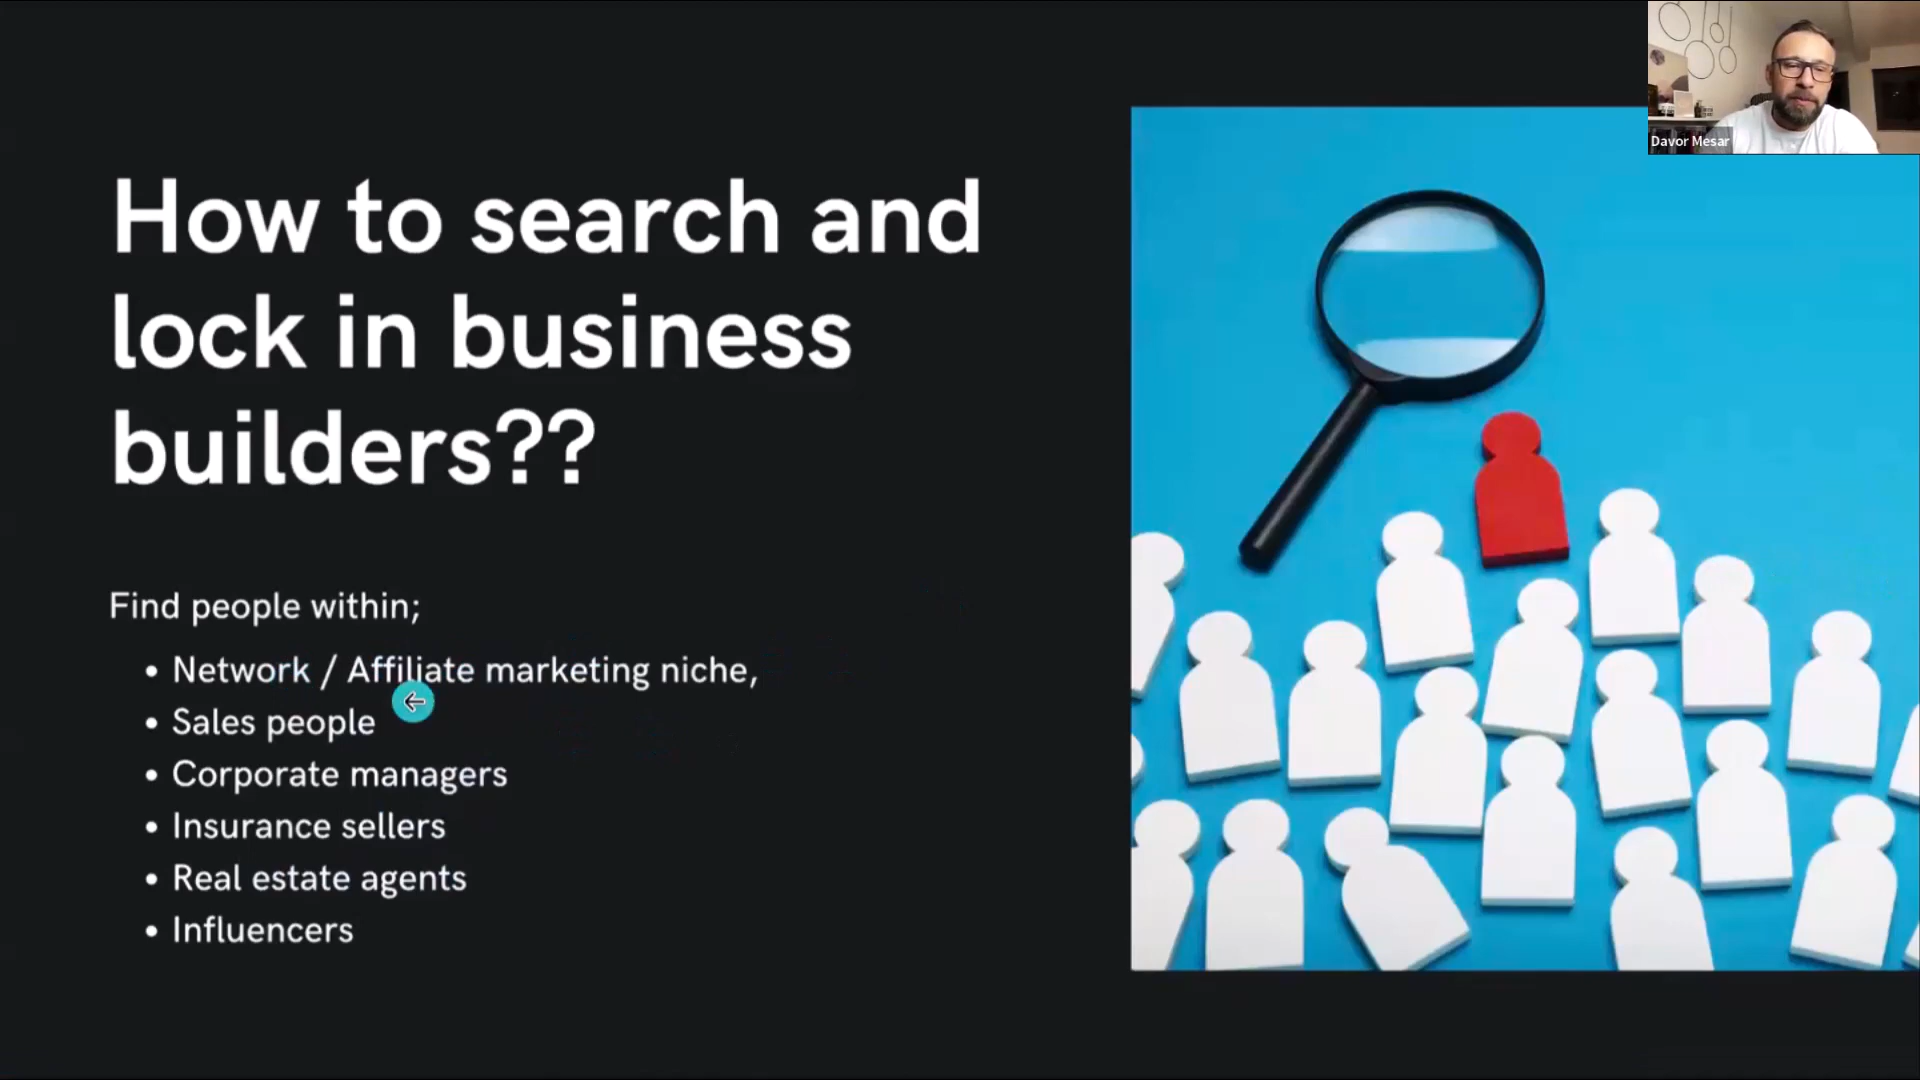 How to search and
lock in business
builders??
Find people within;
• Network / Affiliate marketing niche,
• Sales people
• Corporate managers
• Insurance sellers
• Real estate agents
• Influencers
Davor Mesar